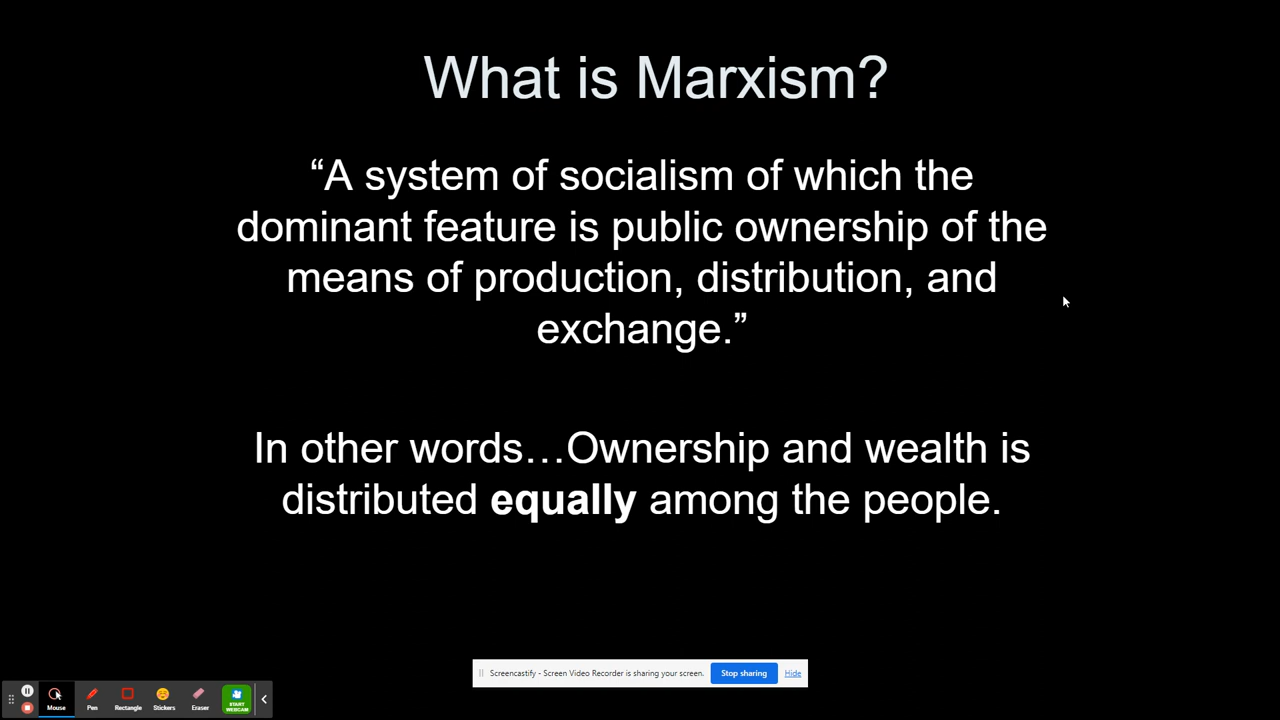 What is Marxism?
“A system of socialism of which the
dominant feature is public ownership of the
means of production, distribution, and
exchange.”
In other words…Ownership and wealth is
distributed equally among the people.
Screencastify - Screen Video Recorder is sharing your screen. Stop sharing Hide
Mouse Pen Rectangle Stickers Eraser START WEBCAM